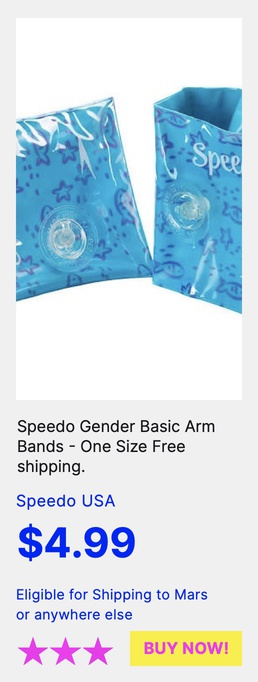 Spee
Speedo Gender Basic Arm
Bands - One Size Free
shipping.
Speedo USA
$4.99
Eligible for Shipping to Mars
or anywhere else
BUY NOW!